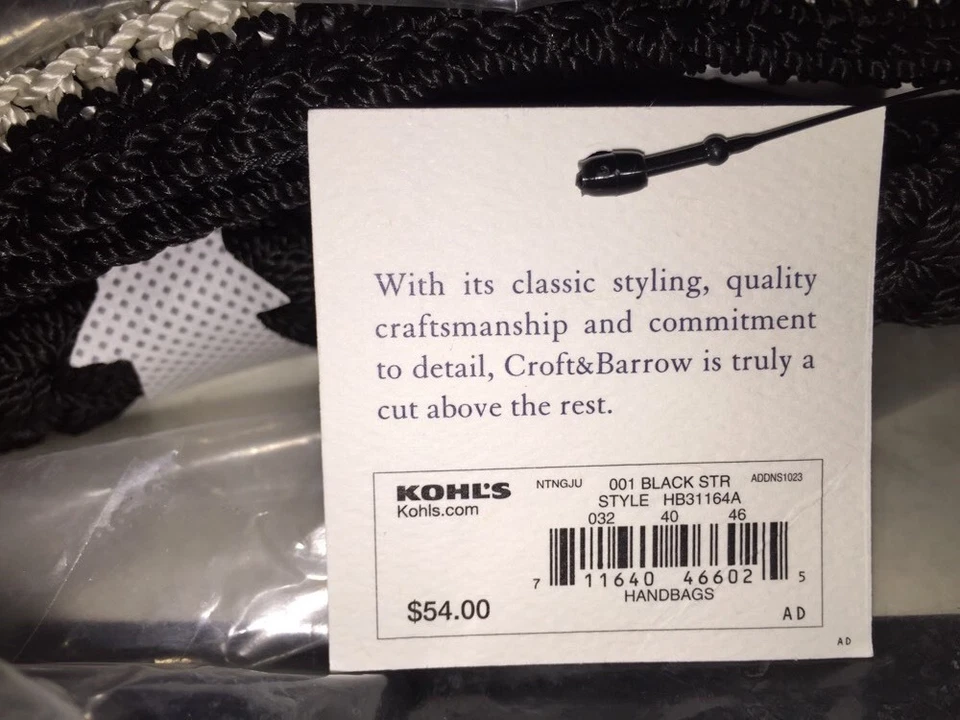 With its classic styling, quality
craftsmanship and commitment
to detail, Croft&Barrow is truly a
cut above the rest.
KOHL'S
Kohls.com
NTNGJU 001 BLACK STR ADDNS1023
STYLE HB31164A
032 40 46
7 11640 46602 5
HANDBAGS
$54.00
AD
AD